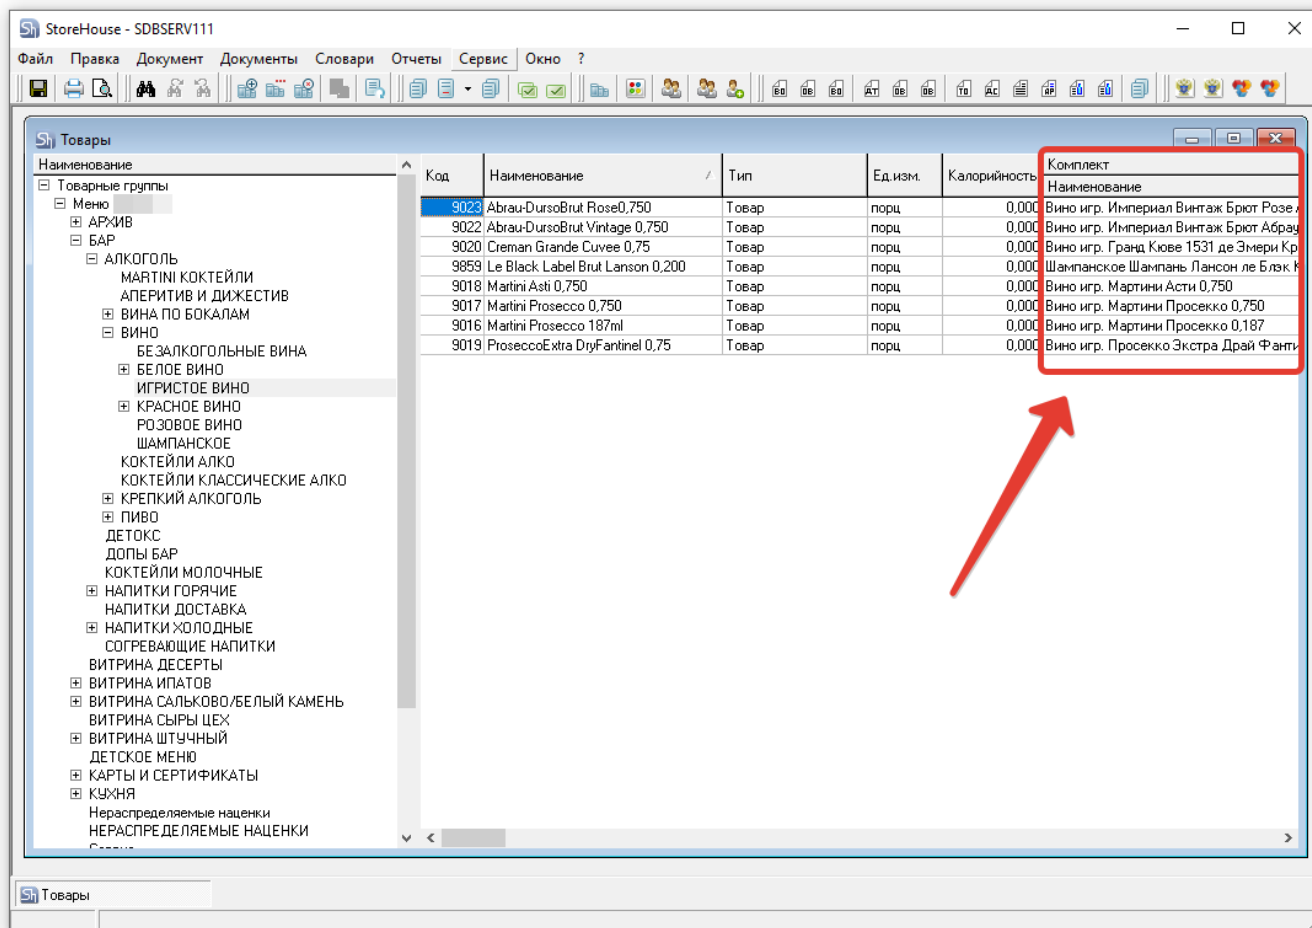 StoreHouse - SDBSERV111
Файл Правка Документ Документы Словари Отчеты Сервис Окно ?
Товары
Наименование
Товарные группы
Меню
АРХИВ
БАР
АЛКОГОЛЬ
MARTINI КОКТЕЙЛИ
АПЕРИТИВ И ДИЖЕСТИВ
ВИНА ПО БОКАЛАМ
ВИНО
БЕЗАЛКОГОЛЬНЫЕ ВИНА
БЕЛОЕ ВИНО
ИГРИСТОЕ ВИНО
КРАСНОЕ ВИНО
РОЗОВОЕ ВИНО
ШАМПАНСКОЕ
КОКТЕЙЛИ АЛКО
КОКТЕЙЛИ КЛАССИЧЕСКИЕ АЛКО
КРЕПКИЙ АЛКОГОЛЬ
ПИВО
ДЕТОКС
ДОПЫ БАР
КОКТЕЙЛИ МОЛОЧНЫЕ
НАПИТКИ ГОРЯЧИЕ
НАПИТКИ ДОСТАВКА
НАПИТКИ ХОЛОДНЫЕ
СОГРЕВАЮЩИЕ НАПИТКИ
ВИТРИНА ДЕСЕРТЫ
ВИТРИНА ИПАТОВ
ВИТРИНА САЛЬКОВО/БЕЛЫЙ КАМЕНЬ
ВИТРИНА СЫРЫ ЦЕХ
ВИТРИНА ШТУЧНЫЙ
ДЕТСКОЕ МЕНЮ
КАРТЫ И СЕРТИФИКАТЫ
КУХНЯ
Нераспределяемые наценки
НЕРАСПРЕДЕЛЯЕМЫЕ НАЦЕНКИ
Код Наименование Тип Ед.изм. Калорийность Комплект
Наименование
9023 Abrau-DursoBrut Rose0,750 Товар порц 0,000 Вино игр. Империал Винтаж Брют Розе
9022 Abrau-DursoBrut Vintage 0,750 Товар порц 0,000 Вино игр. Империал Винтаж Брют Абрау
9020 Creman Grande Cuvee 0,75 Товар порц 0,000 Вино игр. Гранд Кюве 1531 де Эмери Кр
9859 Le Black Label Brut Lanson 0,200 Товар порц 0,000 Шампанское Шампань Лансон ле Блэк
9018 Martini Asti 0,750 Товар порц 0,000 Вино игр. Мартини Асти 0,750
9017 Martini Prosecco 0,750 Товар порц 0,000 Вино игр. Мартини Просекко 0,750
9016 Martini Prosecco 187ml Товар порц 0,000 Вино игр. Мартини Просекко 0,187
9019 ProseccoExtra DryFantinel 0,75 Товар порц 0,000 Вино игр. Просекко Экстра Драй Фанти
Товары